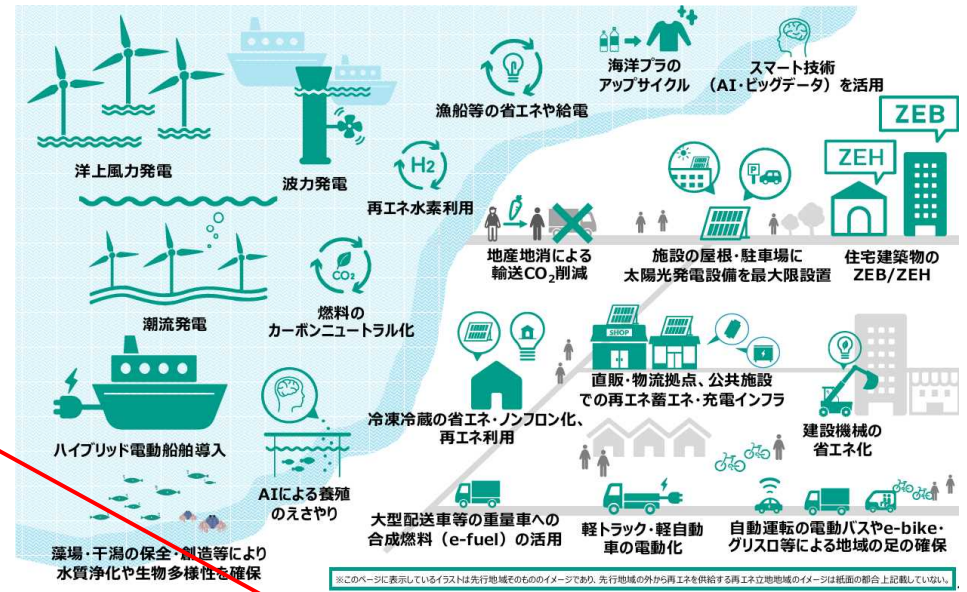 海洋プラの
アップサイクル
スマート技術
(AI・ビッグデータ)を活用
漁船等の省エネや給電
ZEB
ZEH
洋上風力発電
波力発電
H2
再エネ水素利用
P
地産地消による
輸送CO2削減
施設の屋根・駐車場に
太陽光発電設備を最大限設置
住宅建築物の
ZEB/ZEH
CO2
潮流発電
燃料の
カーボンニュートラル化
SHOP
直販・物流拠点、公共施設
での再エネ蓄エネ・充電インフラ
冷凍冷蔵の省エネ・ノンフロン化、
再エネ利用
建設機械の
省エネ化
ハイブリッド電動船舶導入
AIによる養殖
のえさやり
大型配送車等の重量車への
合成燃料(e-fuel)の活用
軽トラック・軽自動
車の電動化
自動運転の電動バスやe-bike・
グリスロ等による地域の足の確保
藻場・干潟の保全・創造等により
水質浄化や生物多様性を確保
※このページに表示しているイラストは先行地域そのもののイメージであり、先行地域の外から再エネを供給する再エネ立地地域のイメージは紙面の都合上記載していない。